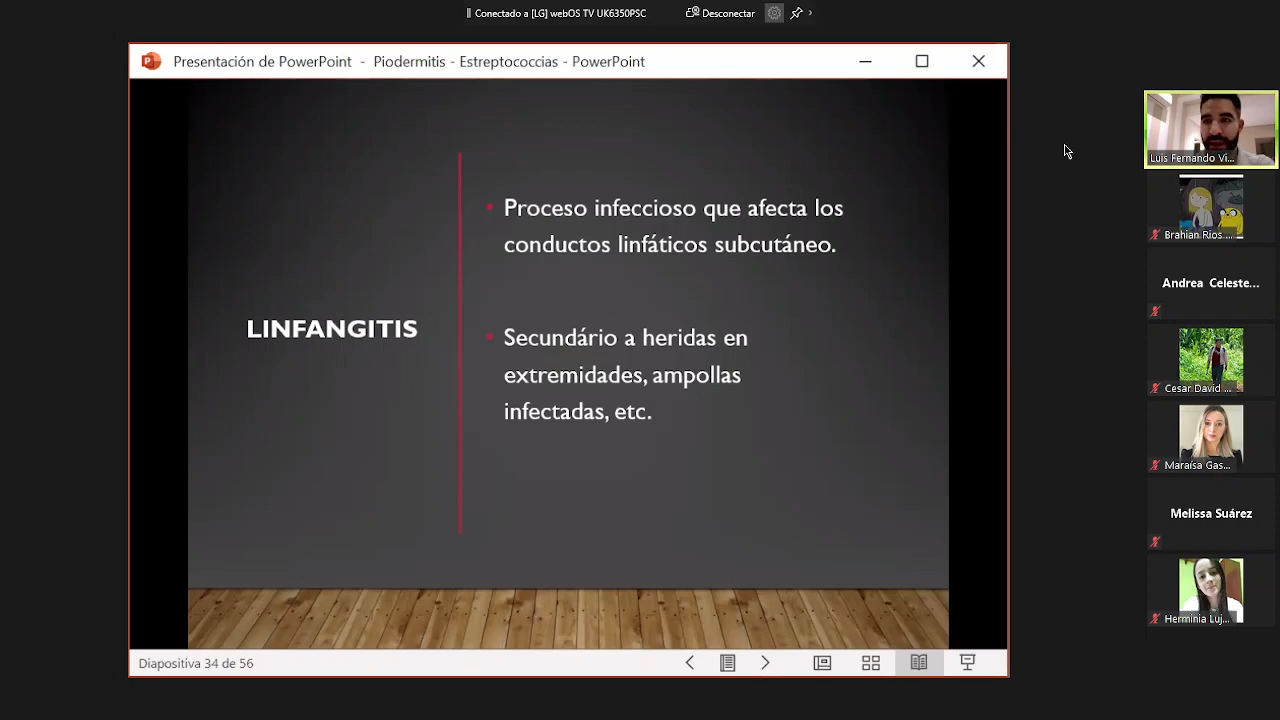 Conectado a [LG] webOS TV UK6350PSC
Desconectar
Presentación de PowerPoint - Piodermitis - Estreptococcias - PowerPoint
LINFANGITIS
Proceso infeccioso que afecta los
conductos linfáticos subcutáneo.
Secundário a heridas en
extremidades, ampollas
infectadas, etc.
Diapositiva 34 de 56
Luis Fernando Vi...
Brahian Rios ...
Andrea Celeste...
Cesar David ...
Maraísa Gas...
Melissa Suárez
Herminia Luj...